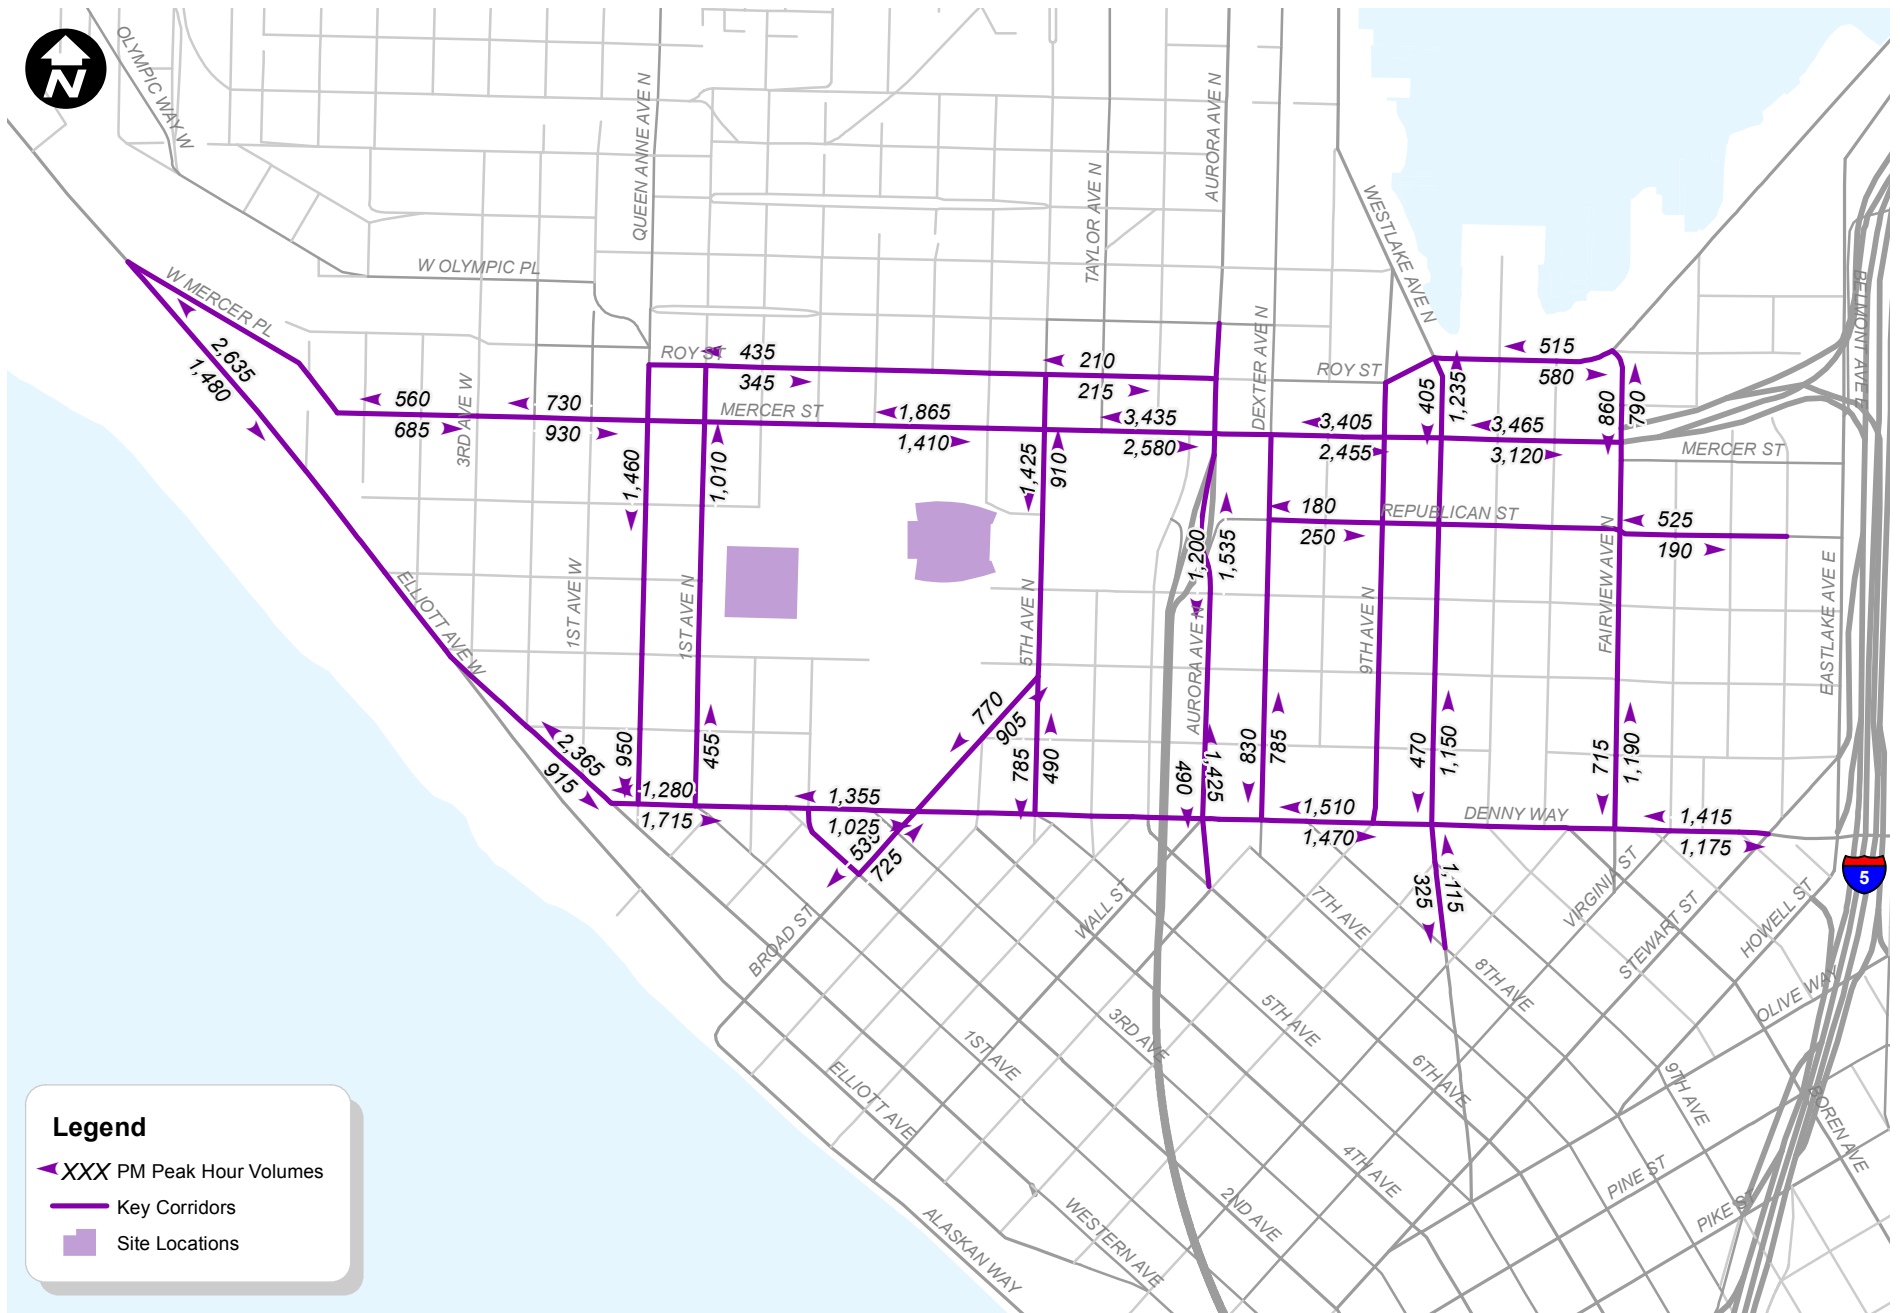 N
OLYMPIC WAY W
QUEEN ANNE AVE N
TAYLOR AVE N
AURORA AVE N
WESTLAKE AVE N
BELMONT AVE E
W OLYMPIC PL
W MERCER PL
DEXTER AVE N
2,635
1,480
ROY ST
435
345
210
215
ROY ST
515
580
405
1,235
860
790
560
685
3RD AVE W
730
930
MERCER ST
1,865
1,410
3,435
2,580
3,405
2,455
3,465
3,120
MERCER ST
1,460
1,010
1,425
910
180
250
REPUBLICAN ST
525
190
1,200
1,535
FAIRVIEW AVE N
EASTLAKE AVE E
ELLIOTT AVE W
1ST AVE W
1ST AVE N
5TH AVE N
AURORA AVE N
9TH AVE N
2,365
915
950
455
770
905
785
490
490
1,425
830
785
470
1,150
715
1,190
1,280
1,715
1,355
1,025
725
1,510
1,470
DENNY WAY
1,415
1,175
325
1,115
5
BROAD ST
WALL ST
7TH AVE
VIRGINIA ST
STEWART ST
HOWELL ST
OLIVE WAY
8TH AVE
5TH AVE
3RD AVE
1ST AVE
ELLIOTT AVE
6TH AVE
9TH AVE
BOREN AVE
4TH AVE
2ND AVE
PINE ST
PIKE ST
WESTERN AVE
ALASKAN WAY
Legend
XXX PM Peak Hour Volumes
Key Corridors
Site Locations